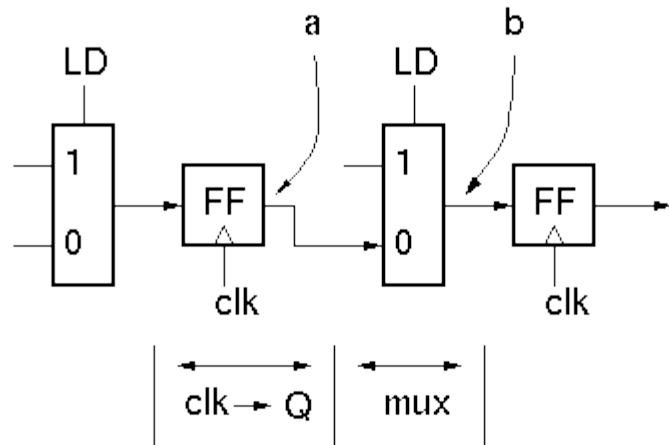 a b
LD LD
1 1
FF FF
0 0
clk clk
clk → Q mux